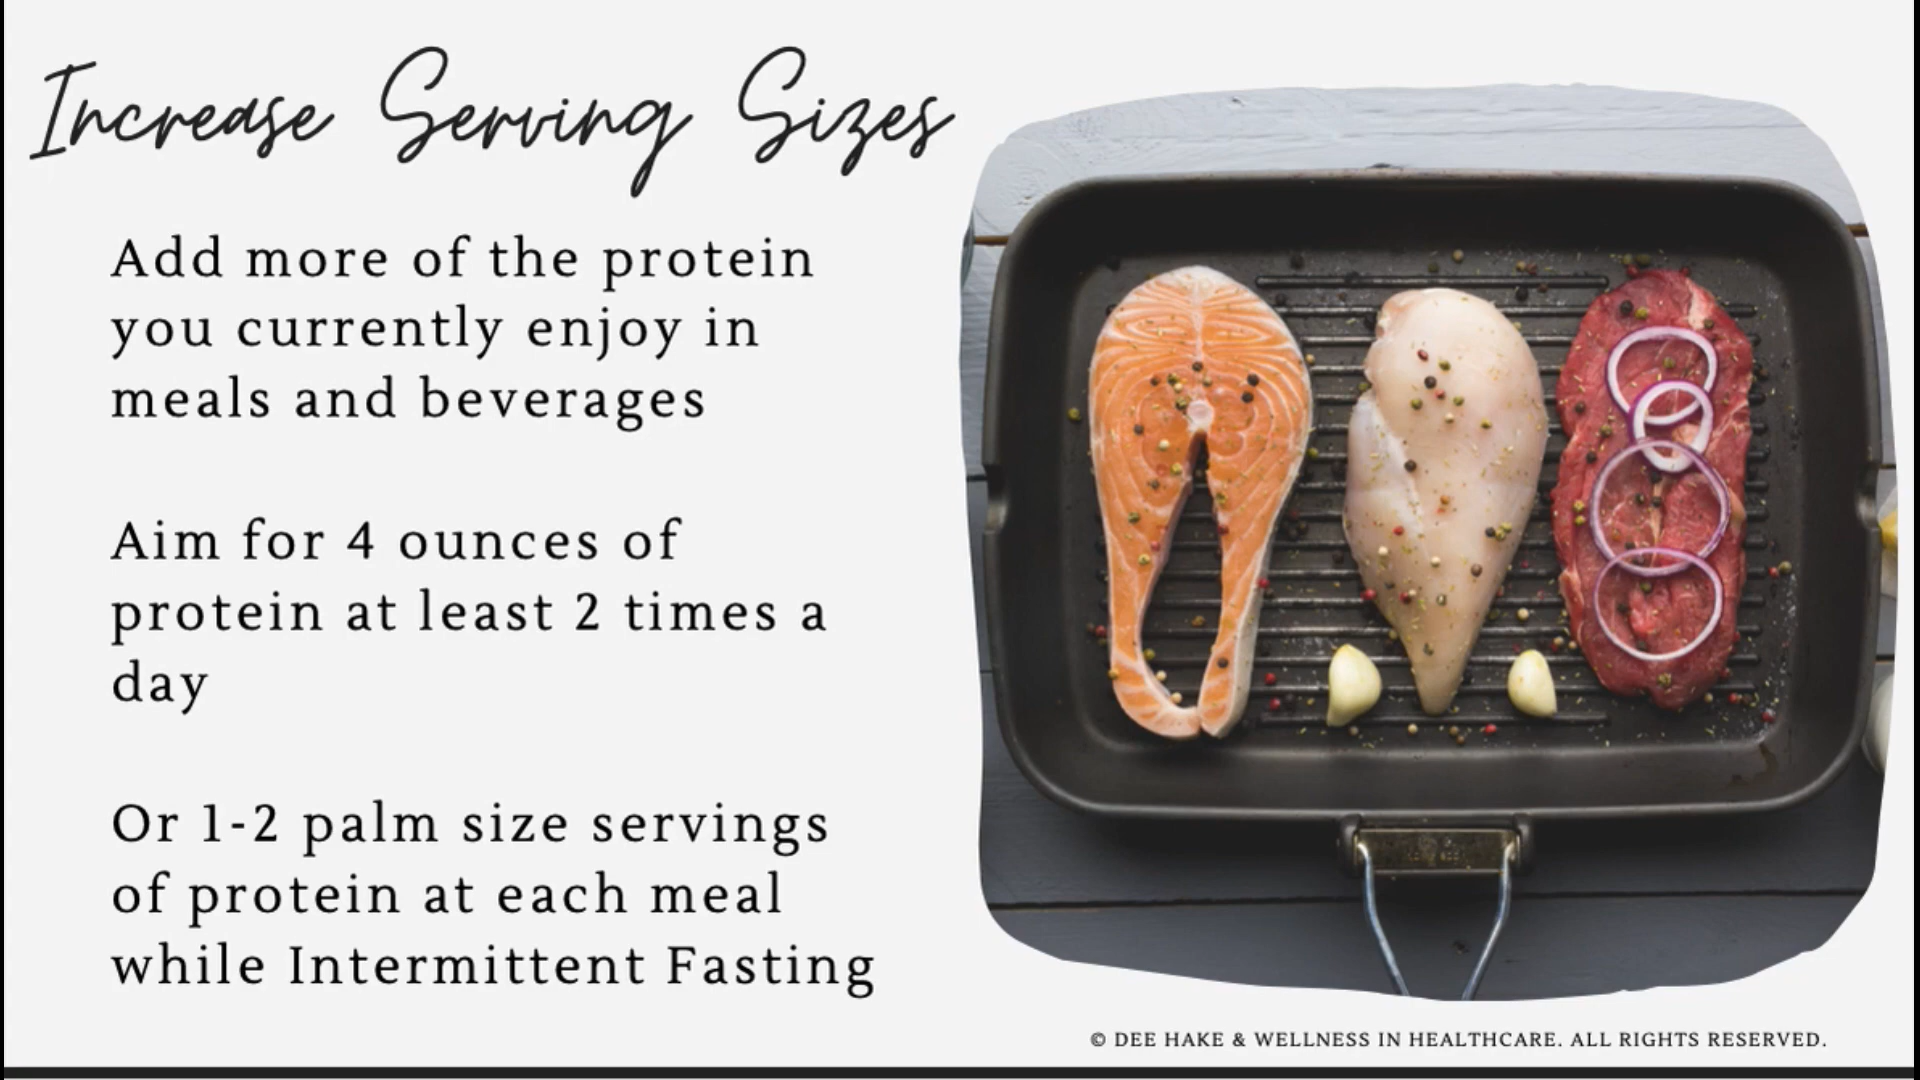 Increase Serving Sizes
Add more of the protein
you currently enjoy in
meals and beverages
Aim for 4 ounces of
protein at least 2 times a
day
Or 1-2 palm size servings
of protein at each meal
while Intermittent Fasting
© DEE HAKE & WELLNESS IN HEALTHCARE. ALL RIGHTS RESERVED.